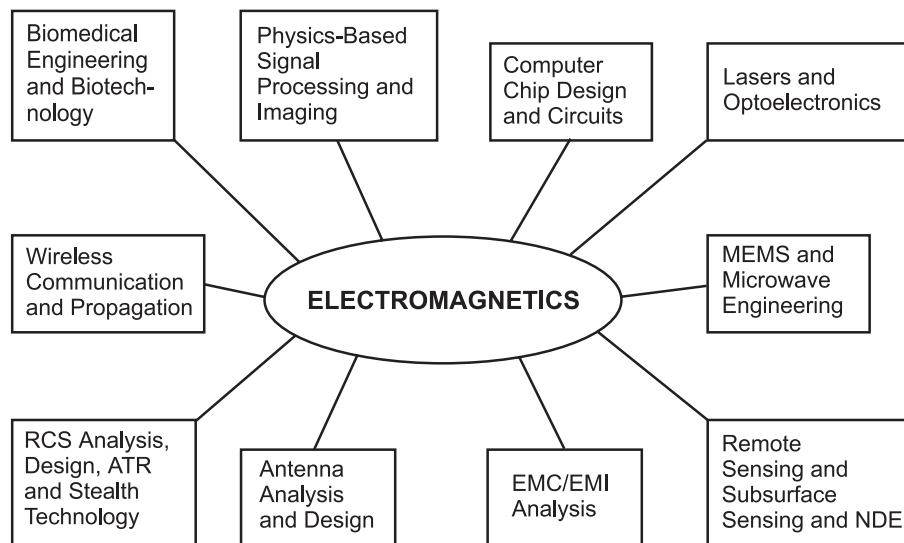 Biomedical
Engineering
and Biotech-
nology
Physics-Based
Signal
Processing and
Imaging
Computer
Chip Design
and Circuits
Lasers and
Optoelectronics
Wireless
Communication
and Propagation
ELECTROMAGNETICS
MEMS and
Microwave
Engineering
RCS Analysis,
Design, ATR
and Stealth
Technology
Antenna
Analysis
and Design
EMC/EMI
Analysis
Remote
Sensing and
Subsurface
Sensing and NDE